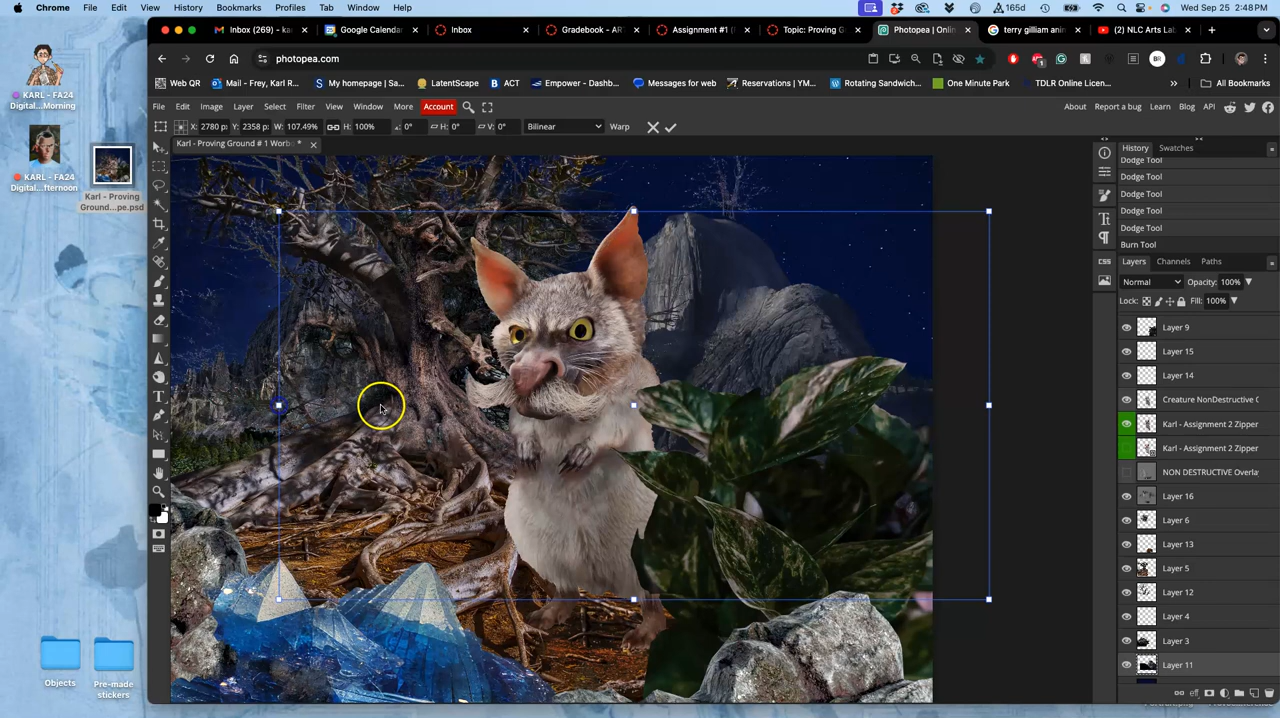 Chrome File Edit View History Bookmarks Profiles Tab Window Help 165d Wed Sep 25 2:48 PM
Inbox (269) - ka Google Calendar Inbox Gradebook - AR Assignment #1 ( Topic: Proving G Photopea | Online terry gilliam anim (2) NLC Arts Lab
photopea.com
Web QR Mail - Frey, Karl R... My homepage | Sa... LatentScape ACT Empower - Dashb... Messages for web [Reservations | YM... Rotating Sandwich... One Minute Park TDLR Online Licen... » All Bookmarks
File Edit Image Layer Select Filter View Window More Account About Report a bug Learn Blog API
X: 2780 p Y: 2358 p W: 107.49% H: 100% : 0° H: 0° V: 0° Bilinear Warp
Karl - Proving Ground # 1 Worbo *
History Swatches
Dodge Tool
Dodge Tool
Dodge Tool
Dodge Tool
Dodge Tool
Burn Tool
CSS
Layers Channels Paths
Normal Opacity: 100%
Lock: Fill: 100%
Layer 9
Layer 15
Layer 14
Creature NonDestructive
Karl - Assignment 2 Zipper
Karl - Assignment 2 Zipper
NON DESTRUCTIVE Overla
Layer 16
Layer 6
Layer 13
Layer 5
Layer 12
Layer 4
Layer 3
Layer 11
eff
KARL - FA24
Digital...Morning
KARL - FA24
Digital...fternoon
Karl - Proving
Ground...pe.psd
Objects
Pre-made
stickers